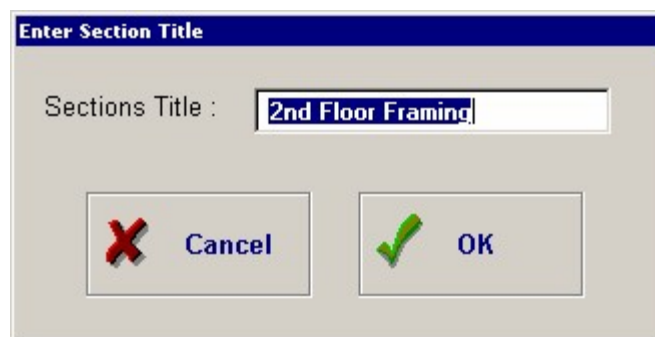 Enter Section Title
Sections Title :
2nd Floor Framing
Cancel
OK